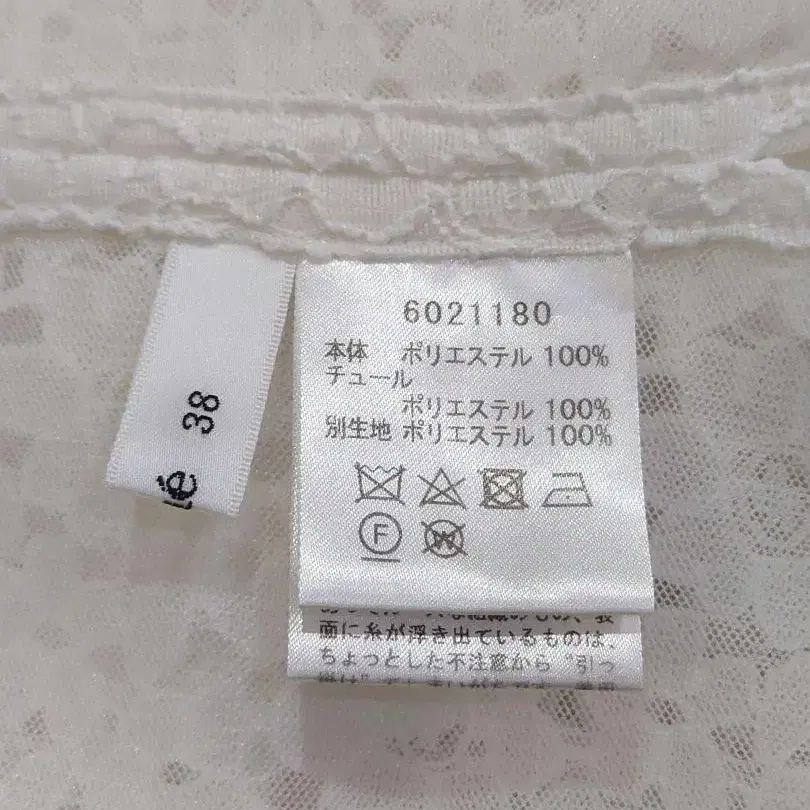 38
6021180
本体 ポリエステル 100%
チュール
ポリエステル 100%
別生地 ポリエステル 100%
F
W
面に糸が浮き出ているものは、
ちょっとした不注意から“引っ